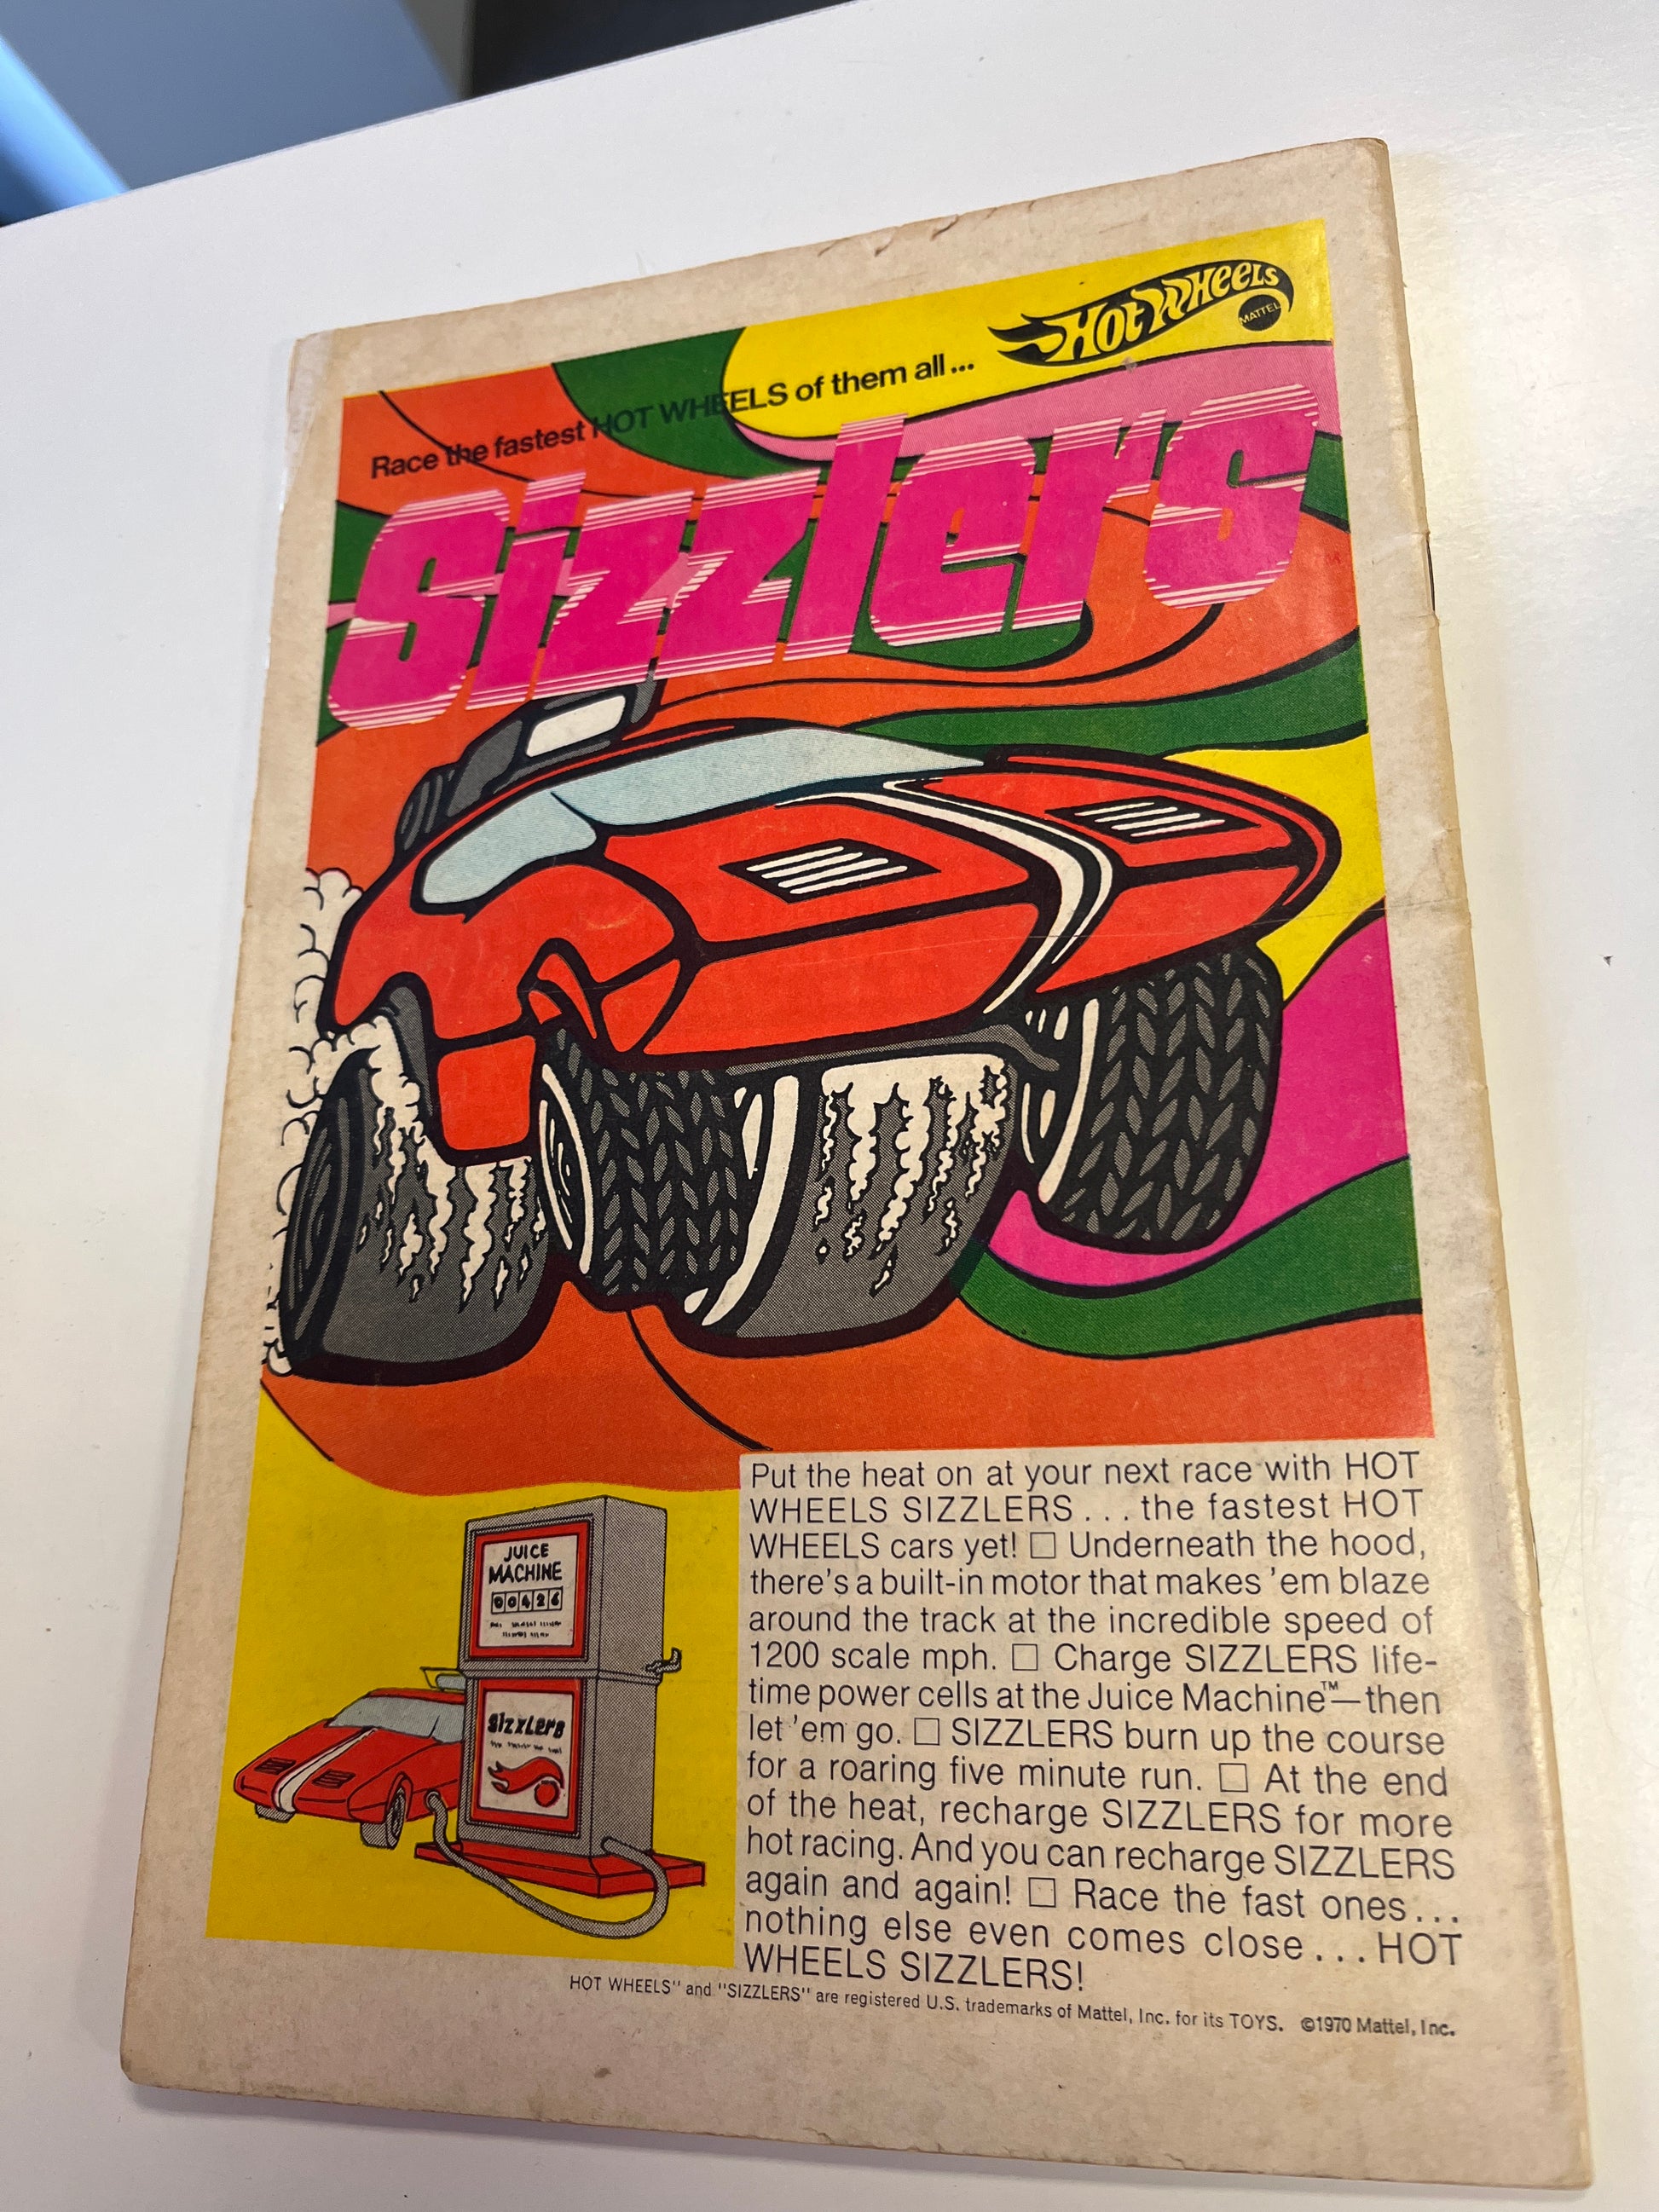 HOT WHEELS
MATTEL
Race the fastest HOT WHEELS of them all...
Sizzlers
JUICE
MACHINE
00426
Sizzlers
Put the heat on at your next race with HOT
WHEELS SIZZLERS... the fastest HOT
WHEELS cars yet! □ Underneath the hood,
there's a built-in motor that makes 'em blaze
around the track at the incredible speed of
1200 scale mph. □ Charge SIZZLERS life-
time power cells at the Juice Machine™—then
let 'em go. □ SIZZLERS burn up the course
for a roaring five minute run. □ At the end
of the heat, recharge SIZZLERS for more
hot racing. And you can recharge SIZZLERS
again and again! □ Race the fast ones...
nothing else even comes close...HOT
WHEELS SIZZLERS!
HOT WHEELS" and "SIZZLERS" are registered U.S. trademarks of Mattel, Inc. for its TOYS. ©1970 Mattel, Inc.